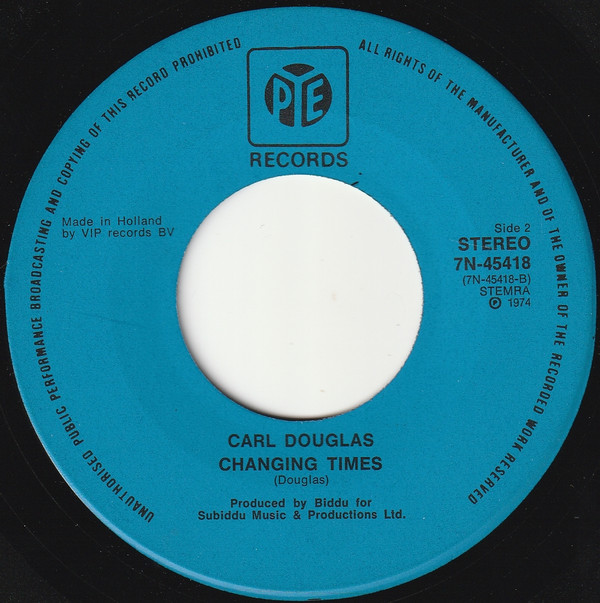 UNAUTHORISED PUBLIC PERFORMANCE BROADCASTING AND COPYING OF THIS RECORD PROHIBITED
ALL RIGHTS OF THE MANUFACTURER AND OF THE OWNER OF THE RECORDED WORK RESERVED
PYE
RECORDS
Made in Holland
by VIP records BV
Side 2
STEREO
7N-45418
(7N-45418-B)
STEMRA
℗ 1974
CARL DOUGLAS
CHANGING TIMES
(Douglas)
Produced by Biddu for
Subiddu Music & Productions Ltd.